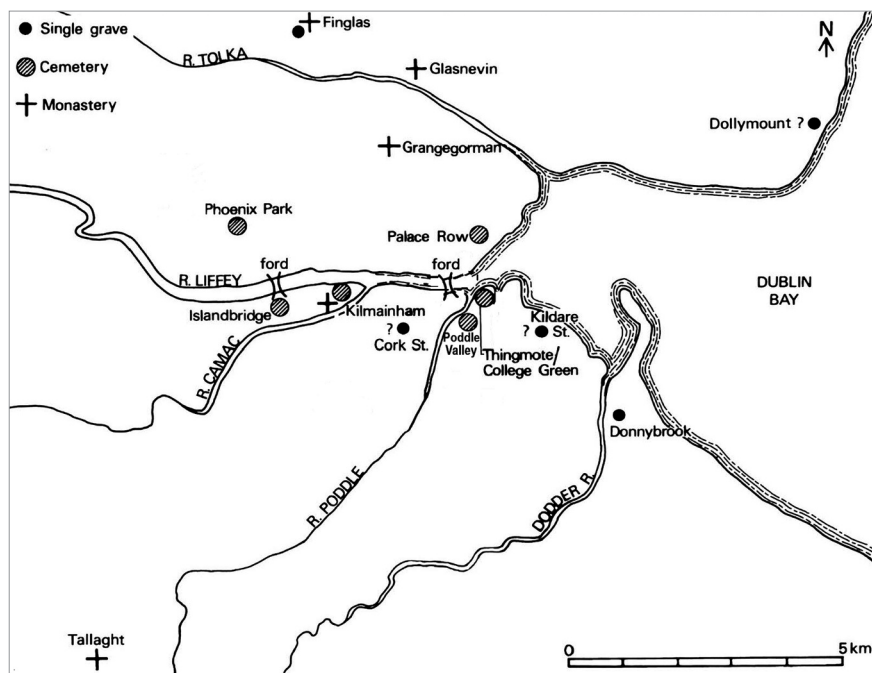 Single grave
Cemetery
Monastery
Finglas
N
R. TOLKA
Glasnevin
Dollymount ?
Grangegorman
Phoenix Park
Palace Row
ford
ford
R. LIFFEY
DUBLIN
BAY
Islandbridge
Kilmainham
?
Cork St.
Poddle
Valley
Kildare
? St.
Thingmote/
College Green
R. CAMAC
Donnybrook
R. PODDLE
DODDER R.
Tallaght
0
5 km